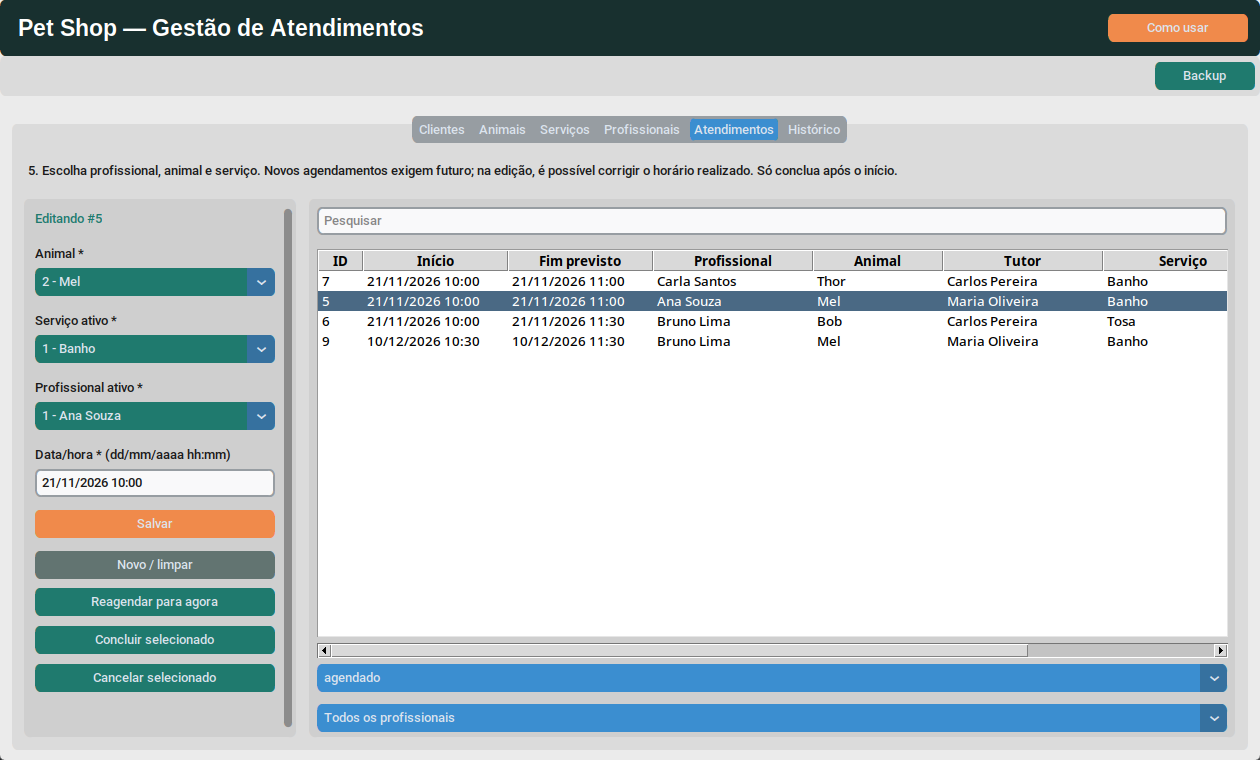 Pet Shop — Gestão de Atendimentos
Como usar
Backup
Clientes Animais Serviços Profissionais Atendimentos Histórico
5. Escolha profissional, animal e serviço. Novos agendamentos exigem futuro; na edição, é possível corrigir o horário realizado. Só conclua após o início.
Editando #5
Animal *
2 - Mel
Serviço ativo *
1 - Banho
Profissional ativo *
1 - Ana Souza
Data/hora * (dd/mm/aaaa hh:mm)
21/11/2026 10:00
Salvar
Novo / limpar
Reagendar para agora
Concluir selecionado
Cancelar selecionado
Pesquisar
ID Início Fim previsto Profissional Animal Tutor Serviço
7 21/11/2026 10:00 21/11/2026 11:00 Carla Santos Thor Carlos Pereira Banho
5 21/11/2026 10:00 21/11/2026 11:00 Ana Souza Mel Maria Oliveira Banho
6 21/11/2026 10:00 21/11/2026 11:30 Bruno Lima Bob Carlos Pereira Tosa
9 10/12/2026 10:30 10/12/2026 11:30 Bruno Lima Mel Maria Oliveira Banho
agendado
Todos os profissionais